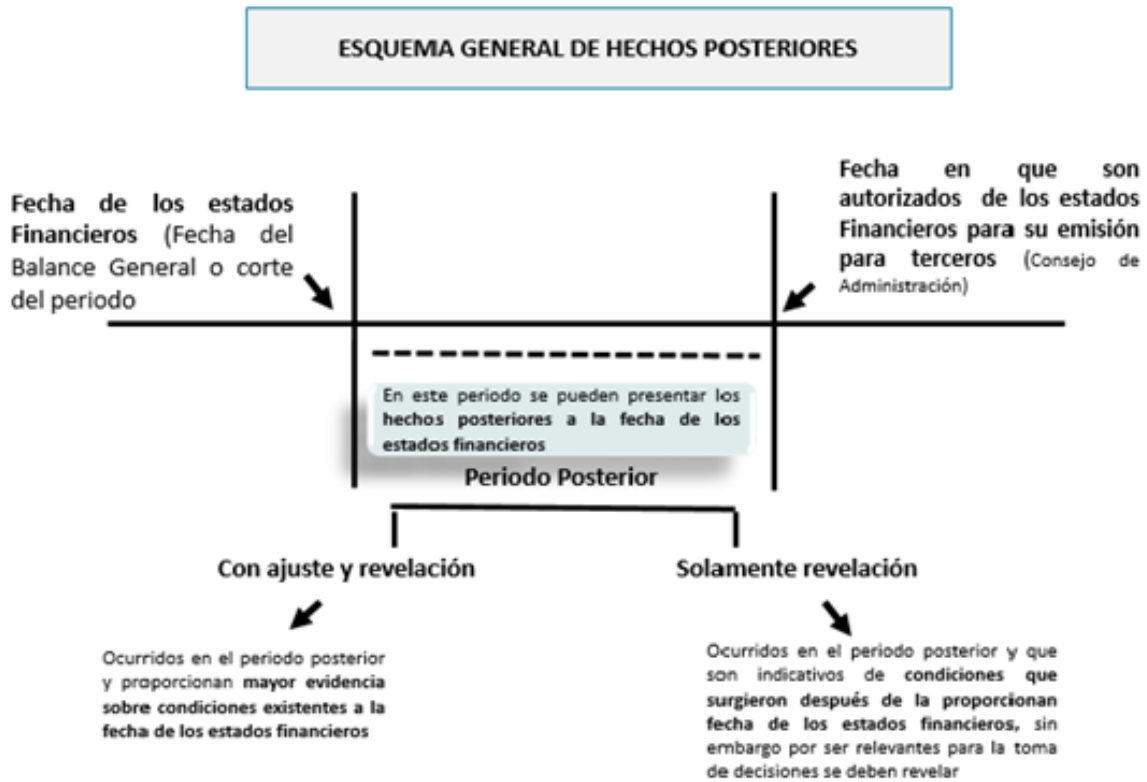 ESQUEMA GENERAL DE HECHOS POSTERIORES
Fecha de los estados
Financieros (Fecha del
Balance General o corte
del periodo
Fecha en que son
autorizados de los estados
Financieros para su emisión
para terceros (Consejo de
Administración)
En este periodo se pueden presentar los
hechos posteriores a la fecha de los
estados financieros
Periodo Posterior
Con ajuste y revelación
Solamente revelación
Ocurridos en el periodo posterior
y proporcionan mayor evidencia
sobre condiciones existentes a la
fecha de los estados financieros
Ocurridos en el periodo posterior y que
son indicativos de condiciones que
surgieron después de la proporcionan
fecha de los estados financieros, sin
embargo por ser relevantes para la toma
de decisiones se deben revelar